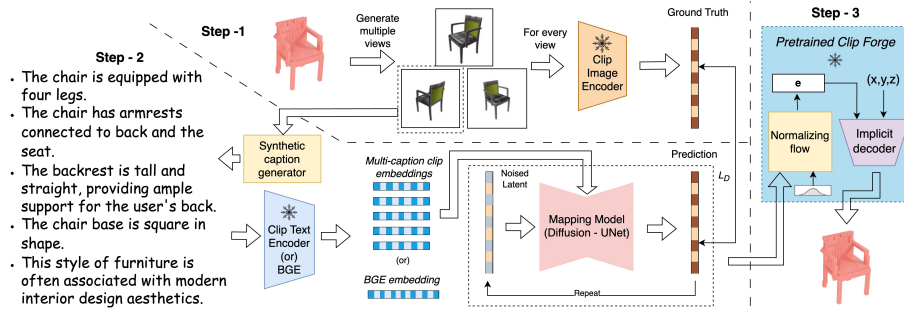 Step -1
Generate
multiple
views
For every
view
Clip
Image
Encoder
Ground Truth
Step - 2
• The chair is equipped with
four legs.
• The chair has armrests
connected to back and the
seat.
• The backrest is tall and
straight, providing ample
support for the user's back.
• The chair base is square in
shape.
• This style of furniture is
often associated with modern
interior design aesthetics.
Synthetic
caption
generator
Clip Text
Encoder
(or)
BGE
Multi-caption clip
embeddings
(or)
BGE embedding
Noised
Latent
Mapping Model
(Diffusion - UNet)
Prediction
L_D
Repeat
Step - 3
Pretrained Clip Forge
e
(x,y,z)
Normalizing
flow
Implicit
decoder